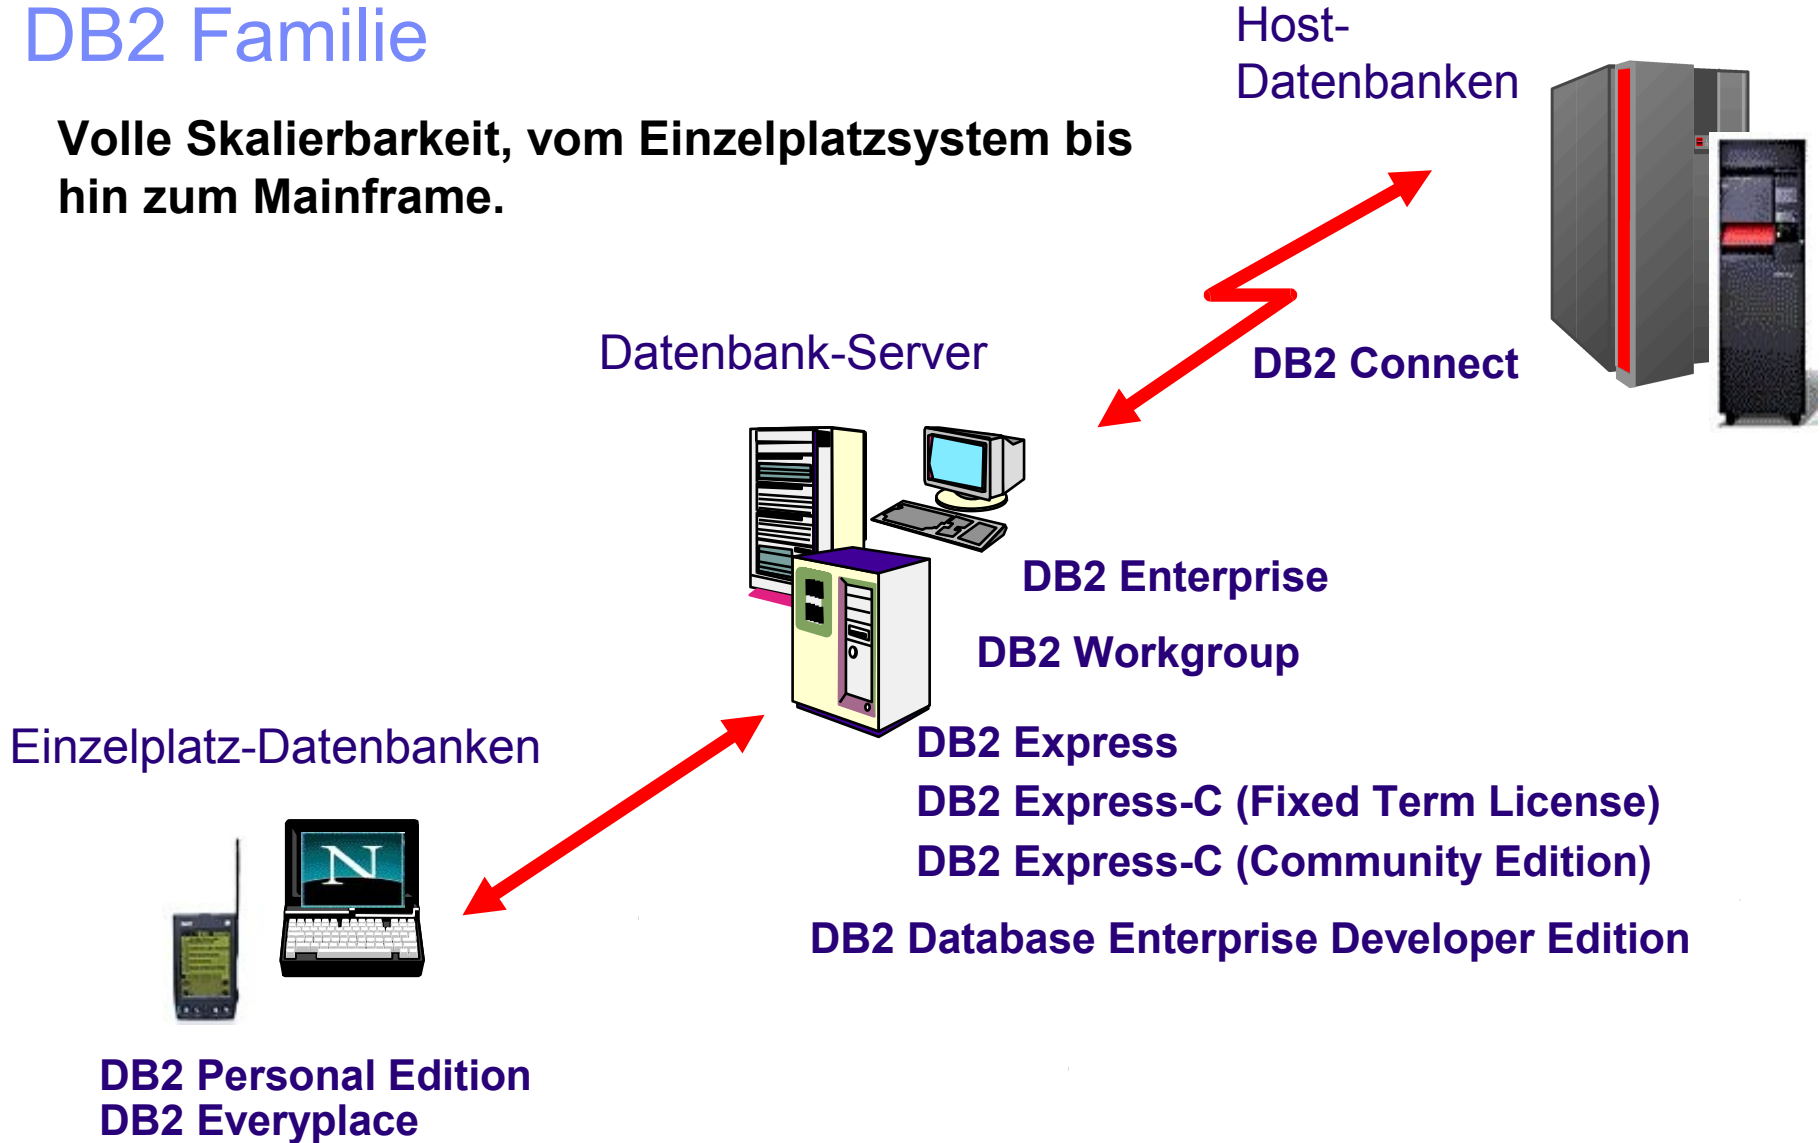 DB2 Familie
Host-
Datenbanken
Volle Skalierbarkeit, vom Einzelplatzsystem bis
hin zum Mainframe.
Datenbank-Server
DB2 Connect
DB2 Enterprise
DB2 Workgroup
Einzelplatz-Datenbanken
DB2 Express
DB2 Express-C (Fixed Term License)
DB2 Express-C (Community Edition)
N
DB2 Database Enterprise Developer Edition
DB2 Personal Edition
DB2 Everyplace